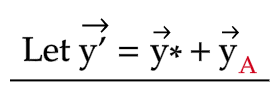 Let y⃗′ = y⃗* + y⃗_A